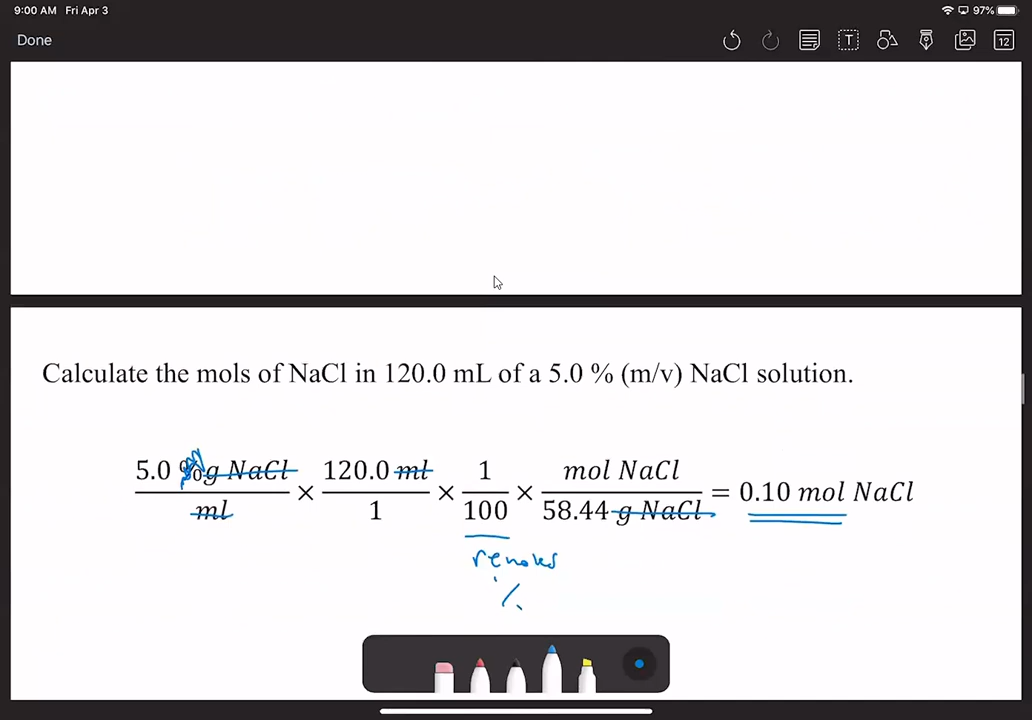 9:00 AM Fri Apr 3 97%
Done
T 12
Calculate the mols of NaCl in 120.0 mL of a 5.0 % (m/v) NaCl solution.
5.0 %g NaCl / ml × 120.0 ml / 1 × 1 / 100 × mol NaCl / 58.44 g NaCl = 0.10 mol NaCl
%